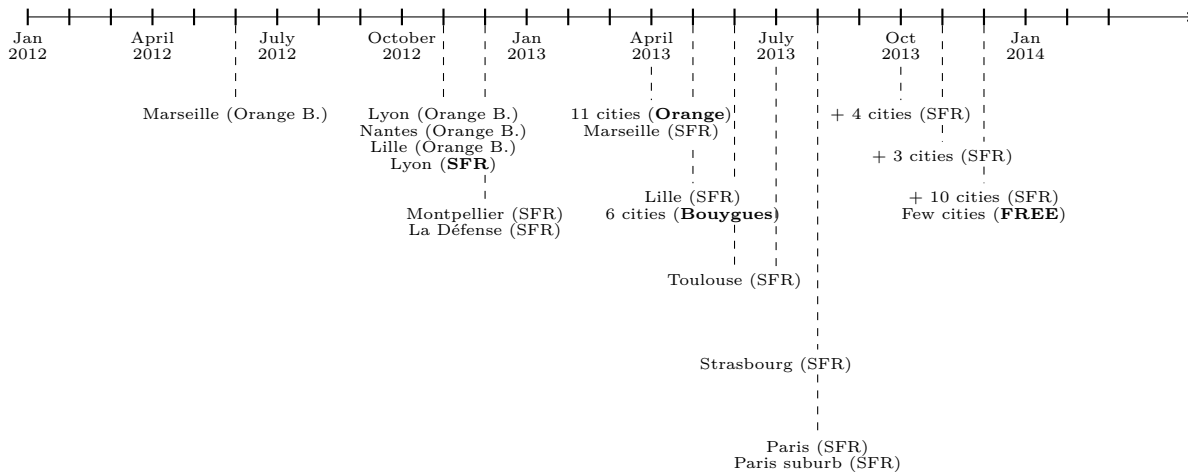 Jan
2012
April
2012
July
2012
October
2012
Jan
2013
April
2013
July
2013
Oct
2013
Jan
2014
Marseille (Orange B.)
Lyon (Orange B.)
Nantes (Orange B.)
Lille (Orange B.)
Lyon (SFR)
Montpellier (SFR)
La Défense (SFR)
11 cities (Orange)
Marseille (SFR)
Lille (SFR)
6 cities (Bouygues)
Toulouse (SFR)
Strasbourg (SFR)
Paris (SFR)
Paris suburb (SFR)
+ 4 cities (SFR)
+ 3 cities (SFR)
+ 10 cities (SFR)
Few cities (FREE)